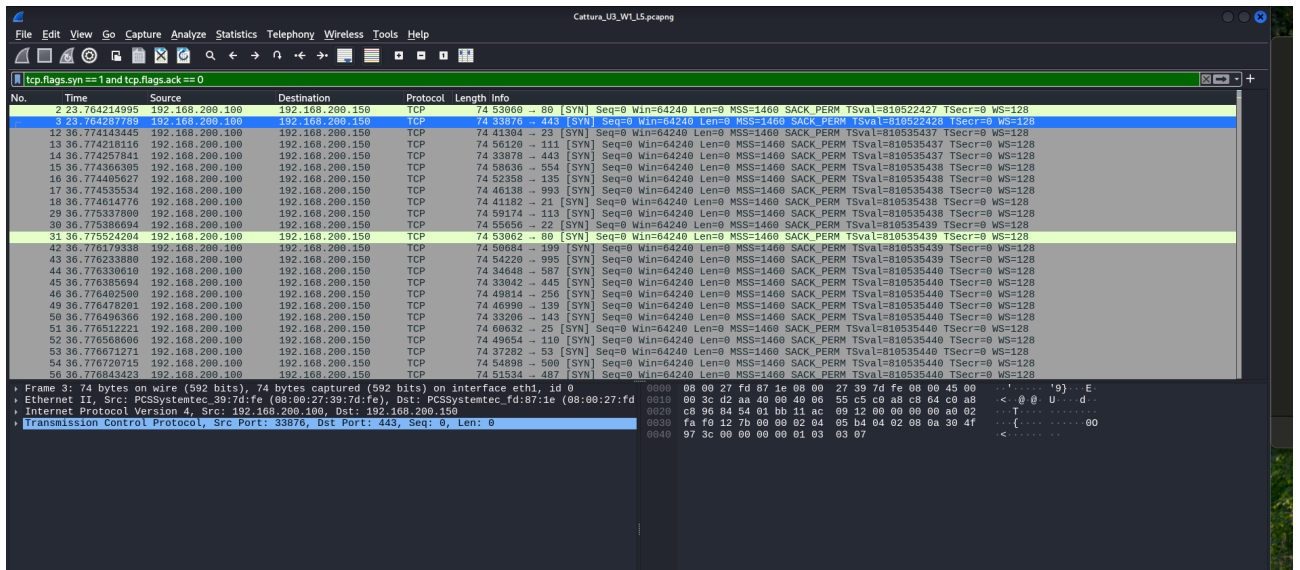 Cattura_U3_W1_L5.pcapng
File Edit View Go Capture Analyze Statistics Telephony Wireless Tools Help
tcp.flags.syn == 1 and tcp.flags.ack == 0
No. Time Source Destination Protocol Length Info
2 23.764214995 192.168.200.100 192.168.200.150 TCP 74 53060 → 80 [SYN] Seq=0 Win=64240 Len=0 MSS=1460 SACK_PERM TSval=810522427 TSecr=0 WS=128
3 23.764287789 192.168.200.100 192.168.200.150 TCP 74 33876 → 443 [SYN] Seq=0 Win=64240 Len=0 MSS=1460 SACK_PERM TSval=810522428 TSecr=0 WS=128
12 36.774143445 192.168.200.100 192.168.200.150 TCP 74 41304 → 23 [SYN] Seq=0 Win=64240 Len=0 MSS=1460 SACK_PERM TSval=810535437 TSecr=0 WS=128
13 36.774218116 192.168.200.100 192.168.200.150 TCP 74 56120 → 111 [SYN] Seq=0 Win=64240 Len=0 MSS=1460 SACK_PERM TSval=810535437 TSecr=0 WS=128
14 36.774257841 192.168.200.100 192.168.200.150 TCP 74 33878 → 443 [SYN] Seq=0 Win=64240 Len=0 MSS=1460 SACK_PERM TSval=810535437 TSecr=0 WS=128
15 36.774366305 192.168.200.100 192.168.200.150 TCP 74 58636 → 554 [SYN] Seq=0 Win=64240 Len=0 MSS=1460 SACK_PERM TSval=810535438 TSecr=0 WS=128
16 36.774405627 192.168.200.100 192.168.200.150 TCP 74 52358 → 135 [SYN] Seq=0 Win=64240 Len=0 MSS=1460 SACK_PERM TSval=810535438 TSecr=0 WS=128
17 36.774535534 192.168.200.100 192.168.200.150 TCP 74 46138 → 993 [SYN] Seq=0 Win=64240 Len=0 MSS=1460 SACK_PERM TSval=810535438 TSecr=0 WS=128
18 36.774614776 192.168.200.100 192.168.200.150 TCP 74 41182 → 21 [SYN] Seq=0 Win=64240 Len=0 MSS=1460 SACK_PERM TSval=810535438 TSecr=0 WS=128
29 36.775337800 192.168.200.100 192.168.200.150 TCP 74 59174 → 113 [SYN] Seq=0 Win=64240 Len=0 MSS=1460 SACK_PERM TSval=810535438 TSecr=0 WS=128
30 36.775386694 192.168.200.100 192.168.200.150 TCP 74 55656 → 22 [SYN] Seq=0 Win=64240 Len=0 MSS=1460 SACK_PERM TSval=810535439 TSecr=0 WS=128
31 36.775524204 192.168.200.100 192.168.200.150 TCP 74 53062 → 80 [SYN] Seq=0 Win=64240 Len=0 MSS=1460 SACK_PERM TSval=810535439 TSecr=0 WS=128
42 36.776179338 192.168.200.100 192.168.200.150 TCP 74 50684 → 199 [SYN] Seq=0 Win=64240 Len=0 MSS=1460 SACK_PERM TSval=810535439 TSecr=0 WS=128
43 36.776233880 192.168.200.100 192.168.200.150 TCP 74 54220 → 995 [SYN] Seq=0 Win=64240 Len=0 MSS=1460 SACK_PERM TSval=810535439 TSecr=0 WS=128
44 36.776330610 192.168.200.100 192.168.200.150 TCP 74 34648 → 587 [SYN] Seq=0 Win=64240 Len=0 MSS=1460 SACK_PERM TSval=810535440 TSecr=0 WS=128
45 36.776385694 192.168.200.100 192.168.200.150 TCP 74 33042 → 445 [SYN] Seq=0 Win=64240 Len=0 MSS=1460 SACK_PERM TSval=810535440 TSecr=0 WS=128
46 36.776402500 192.168.200.100 192.168.200.150 TCP 74 49814 → 256 [SYN] Seq=0 Win=64240 Len=0 MSS=1460 SACK_PERM TSval=810535440 TSecr=0 WS=128
49 36.776478201 192.168.200.100 192.168.200.150 TCP 74 46990 → 139 [SYN] Seq=0 Win=64240 Len=0 MSS=1460 SACK_PERM TSval=810535440 TSecr=0 WS=128
50 36.776496366 192.168.200.100 192.168.200.150 TCP 74 33206 → 143 [SYN] Seq=0 Win=64240 Len=0 MSS=1460 SACK_PERM TSval=810535440 TSecr=0 WS=128
51 36.776512221 192.168.200.100 192.168.200.150 TCP 74 60632 → 25 [SYN] Seq=0 Win=64240 Len=0 MSS=1460 SACK_PERM TSval=810535440 TSecr=0 WS=128
52 36.776568606 192.168.200.100 192.168.200.150 TCP 74 49654 → 110 [SYN] Seq=0 Win=64240 Len=0 MSS=1460 SACK_PERM TSval=810535440 TSecr=0 WS=128
53 36.776671271 192.168.200.100 192.168.200.150 TCP 74 37282 → 53 [SYN] Seq=0 Win=64240 Len=0 MSS=1460 SACK_PERM TSval=810535440 TSecr=0 WS=128
54 36.776720715 192.168.200.100 192.168.200.150 TCP 74 54898 → 500 [SYN] Seq=0 Win=64240 Len=0 MSS=1460 SACK_PERM TSval=810535440 TSecr=0 WS=128
56 36.776843423 192.168.200.100 192.168.200.150 TCP 74 51534 → 487 [SYN] Seq=0 Win=64240 Len=0 MSS=1460 SACK_PERM TSval=810535440 TSecr=0 WS=128
Frame 3: 74 bytes on wire (592 bits), 74 bytes captured (592 bits) on interface eth1, id 0
Ethernet II, Src: PCSSystemtec_39:7d:fe (08:00:27:39:7d:fe), Dst: PCSSystemtec_fd:87:1e (08:00:27:fd
Internet Protocol Version 4, Src: 192.168.200.100, Dst: 192.168.200.150
Transmission Control Protocol, Src Port: 33876, Dst Port: 443, Seq: 0, Len: 0
0000 08 00 27 fd 87 1e 08 00 27 39 7d fe 08 00 45 00 ··'····· '9}···E·
0010 00 3c d2 aa 40 00 40 06 55 c5 c0 a8 c8 64 c0 a8 ·<··@·@· U····d··
0020 c8 96 84 54 01 bb 11 ac 09 12 00 00 00 00 a0 02 ···T···· ········
0030 fa f0 12 7b 00 00 02 04 05 b4 04 02 08 0a 30 4f ···{···· ······0O
0040 97 3c 00 00 00 00 01 03 03 07 ·<······ ··